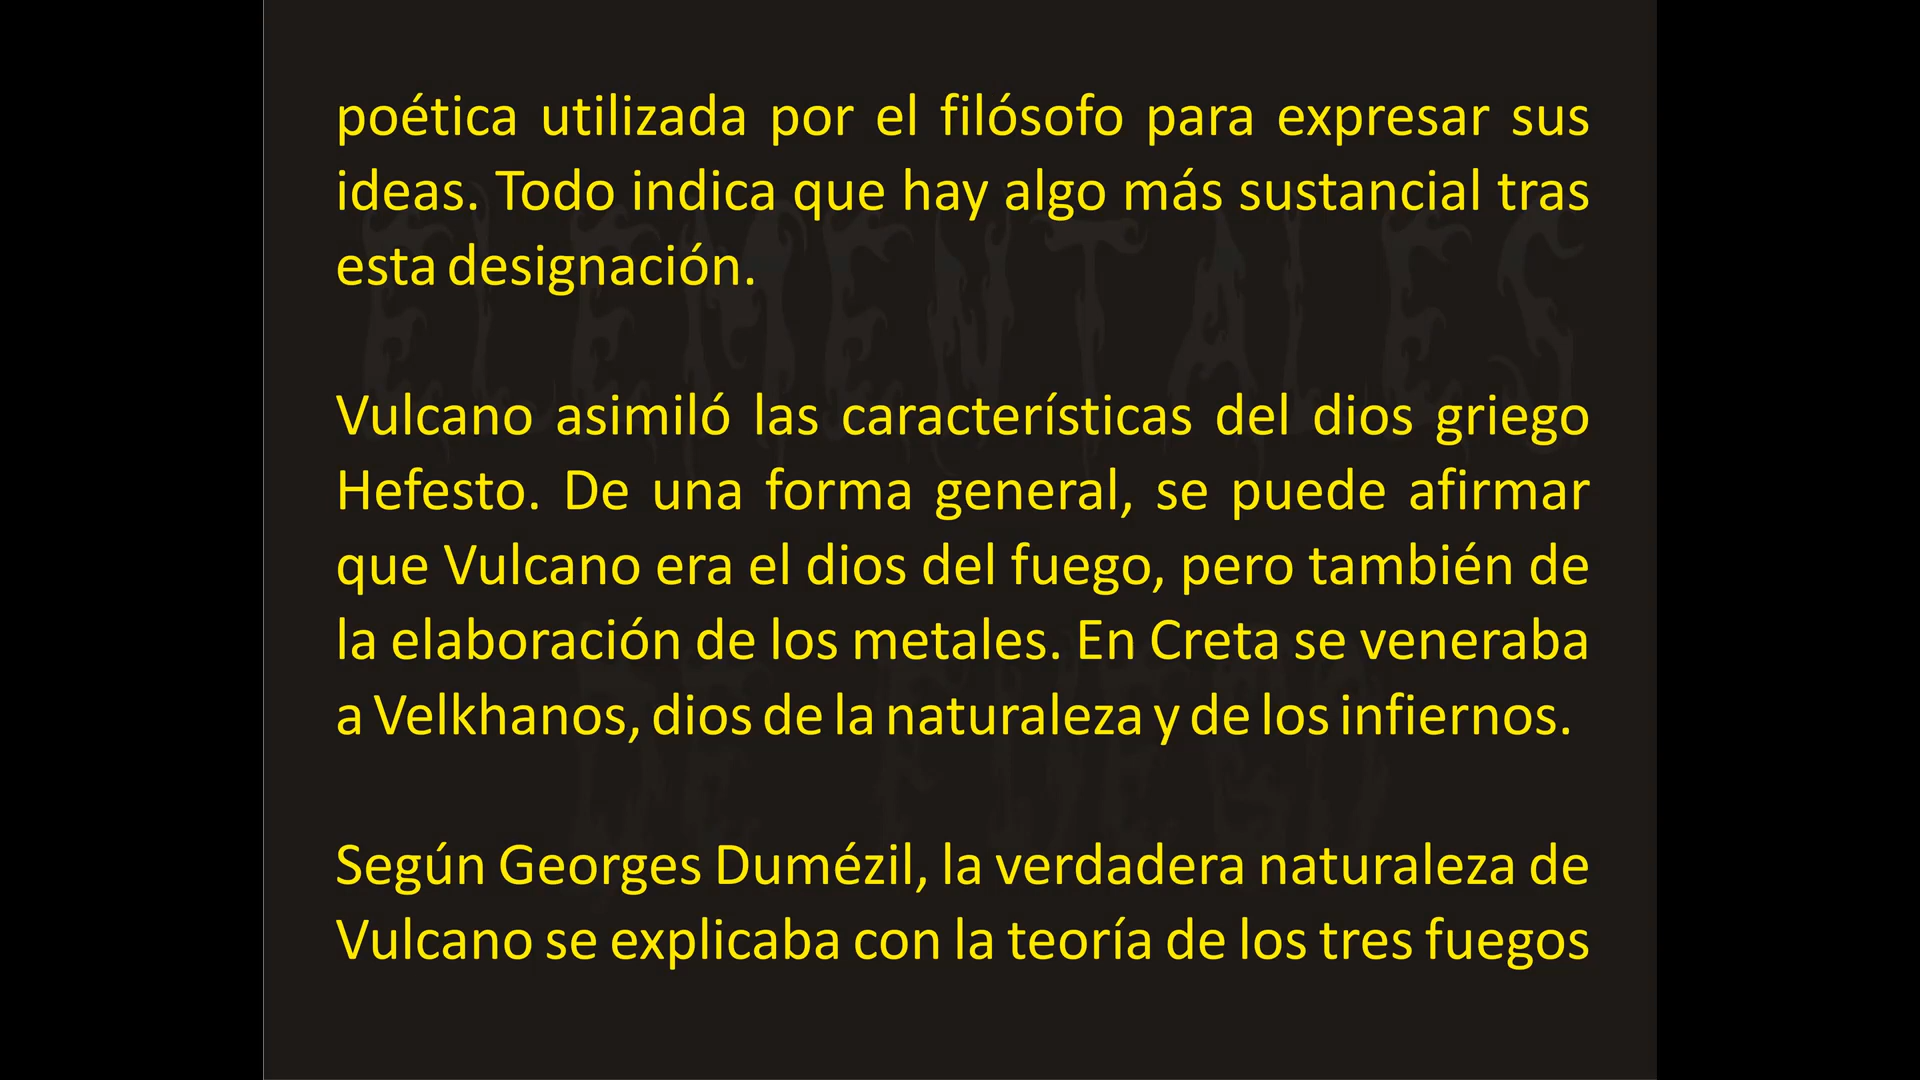 poética utilizada por el filósofo para expresar sus
ideas. Todo indica que hay algo más sustancial tras
esta designación.
Vulcano asimiló las características del dios griego
Hefesto. De una forma general, se puede afirmar
que Vulcano era el dios del fuego, pero también de
la elaboración de los metales. En Creta se veneraba
a Velkhanos, dios de la naturaleza y de los infiernos.
Según Georges Dumézil, la verdadera naturaleza de
Vulcano se explicaba con la teoría de los tres fuegos
ELEMENTALES
DE FUEGO